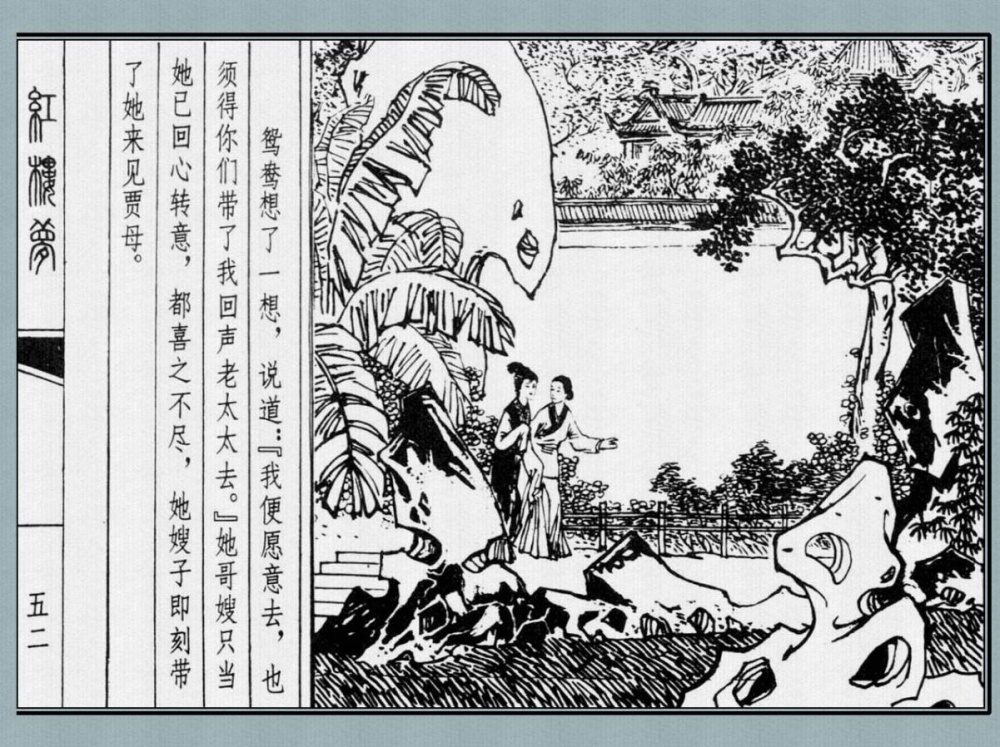 鸳鸯想了一想，说道：『我便愿意去，也
须得你们带了我回声老太太去。』她哥嫂只当
她已回心转意，都喜之不尽，她嫂子即刻带
了她来见贾母。
紅樓夢
五二